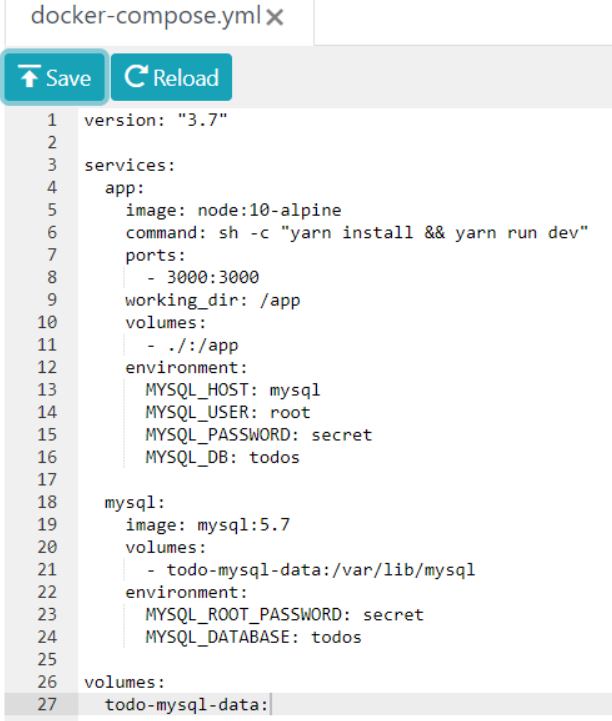 docker-compose.yml ×
Save Reload
1 version: "3.7"
2
3 services:
4   app:
5     image: node:10-alpine
6     command: sh -c "yarn install && yarn run dev"
7     ports:
8       - 3000:3000
9     working_dir: /app
10     volumes:
11       - ./:/app
12     environment:
13       MYSQL_HOST: mysql
14       MYSQL_USER: root
15       MYSQL_PASSWORD: secret
16       MYSQL_DB: todos
17
18   mysql:
19     image: mysql:5.7
20     volumes:
21       - todo-mysql-data:/var/lib/mysql
22     environment:
23       MYSQL_ROOT_PASSWORD: secret
24       MYSQL_DATABASE: todos
25
26 volumes:
27   todo-mysql-data: